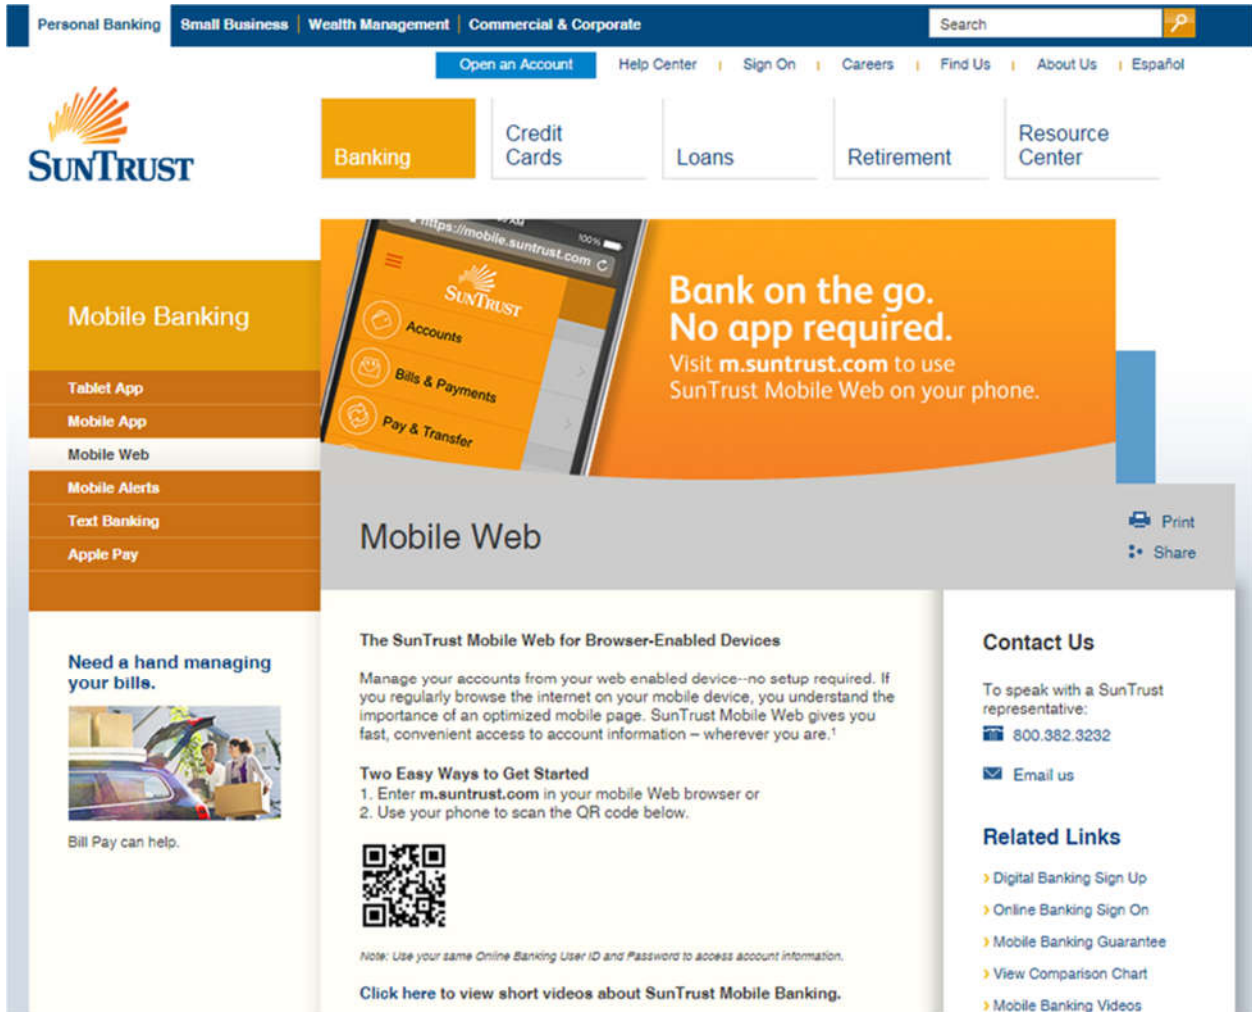 Personal Banking
Small Business
Wealth Management
Commercial & Corporate
Search
Open an Account
Help Center
Sign On
Careers
Find Us
About Us
Español
SUNTRUST
Banking
Credit
Cards
Loans
Retirement
Resource
Center
Mobile Banking
Tablet App
Mobile App
Mobile Web
Mobile Alerts
Text Banking
Apple Pay
AM
100%
https://mobile.suntrust.com
SUNTRUST
Accounts
Bills & Payments
Pay & Transfer
Bank on the go.
No app required.
Visit m.suntrust.com to use
SunTrust Mobile Web on your phone.
Mobile Web
Print
Share
Need a hand managing
your bills.
Bill Pay can help.
The SunTrust Mobile Web for Browser-Enabled Devices
Manage your accounts from your web enabled device--no setup required. If
you regularly browse the internet on your mobile device, you understand the
importance of an optimized mobile page. SunTrust Mobile Web gives you
fast, convenient access to account information – wherever you are.¹
Two Easy Ways to Get Started
1. Enter m.suntrust.com in your mobile Web browser or
2. Use your phone to scan the QR code below.
Note: Use your same Online Banking User ID and Password to access account information.
Click here to view short videos about SunTrust Mobile Banking.
Contact Us
To speak with a SunTrust
representative:
800.382.3232
Email us
Related Links
Digital Banking Sign Up
Online Banking Sign On
Mobile Banking Guarantee
View Comparison Chart
Mobile Banking Videos